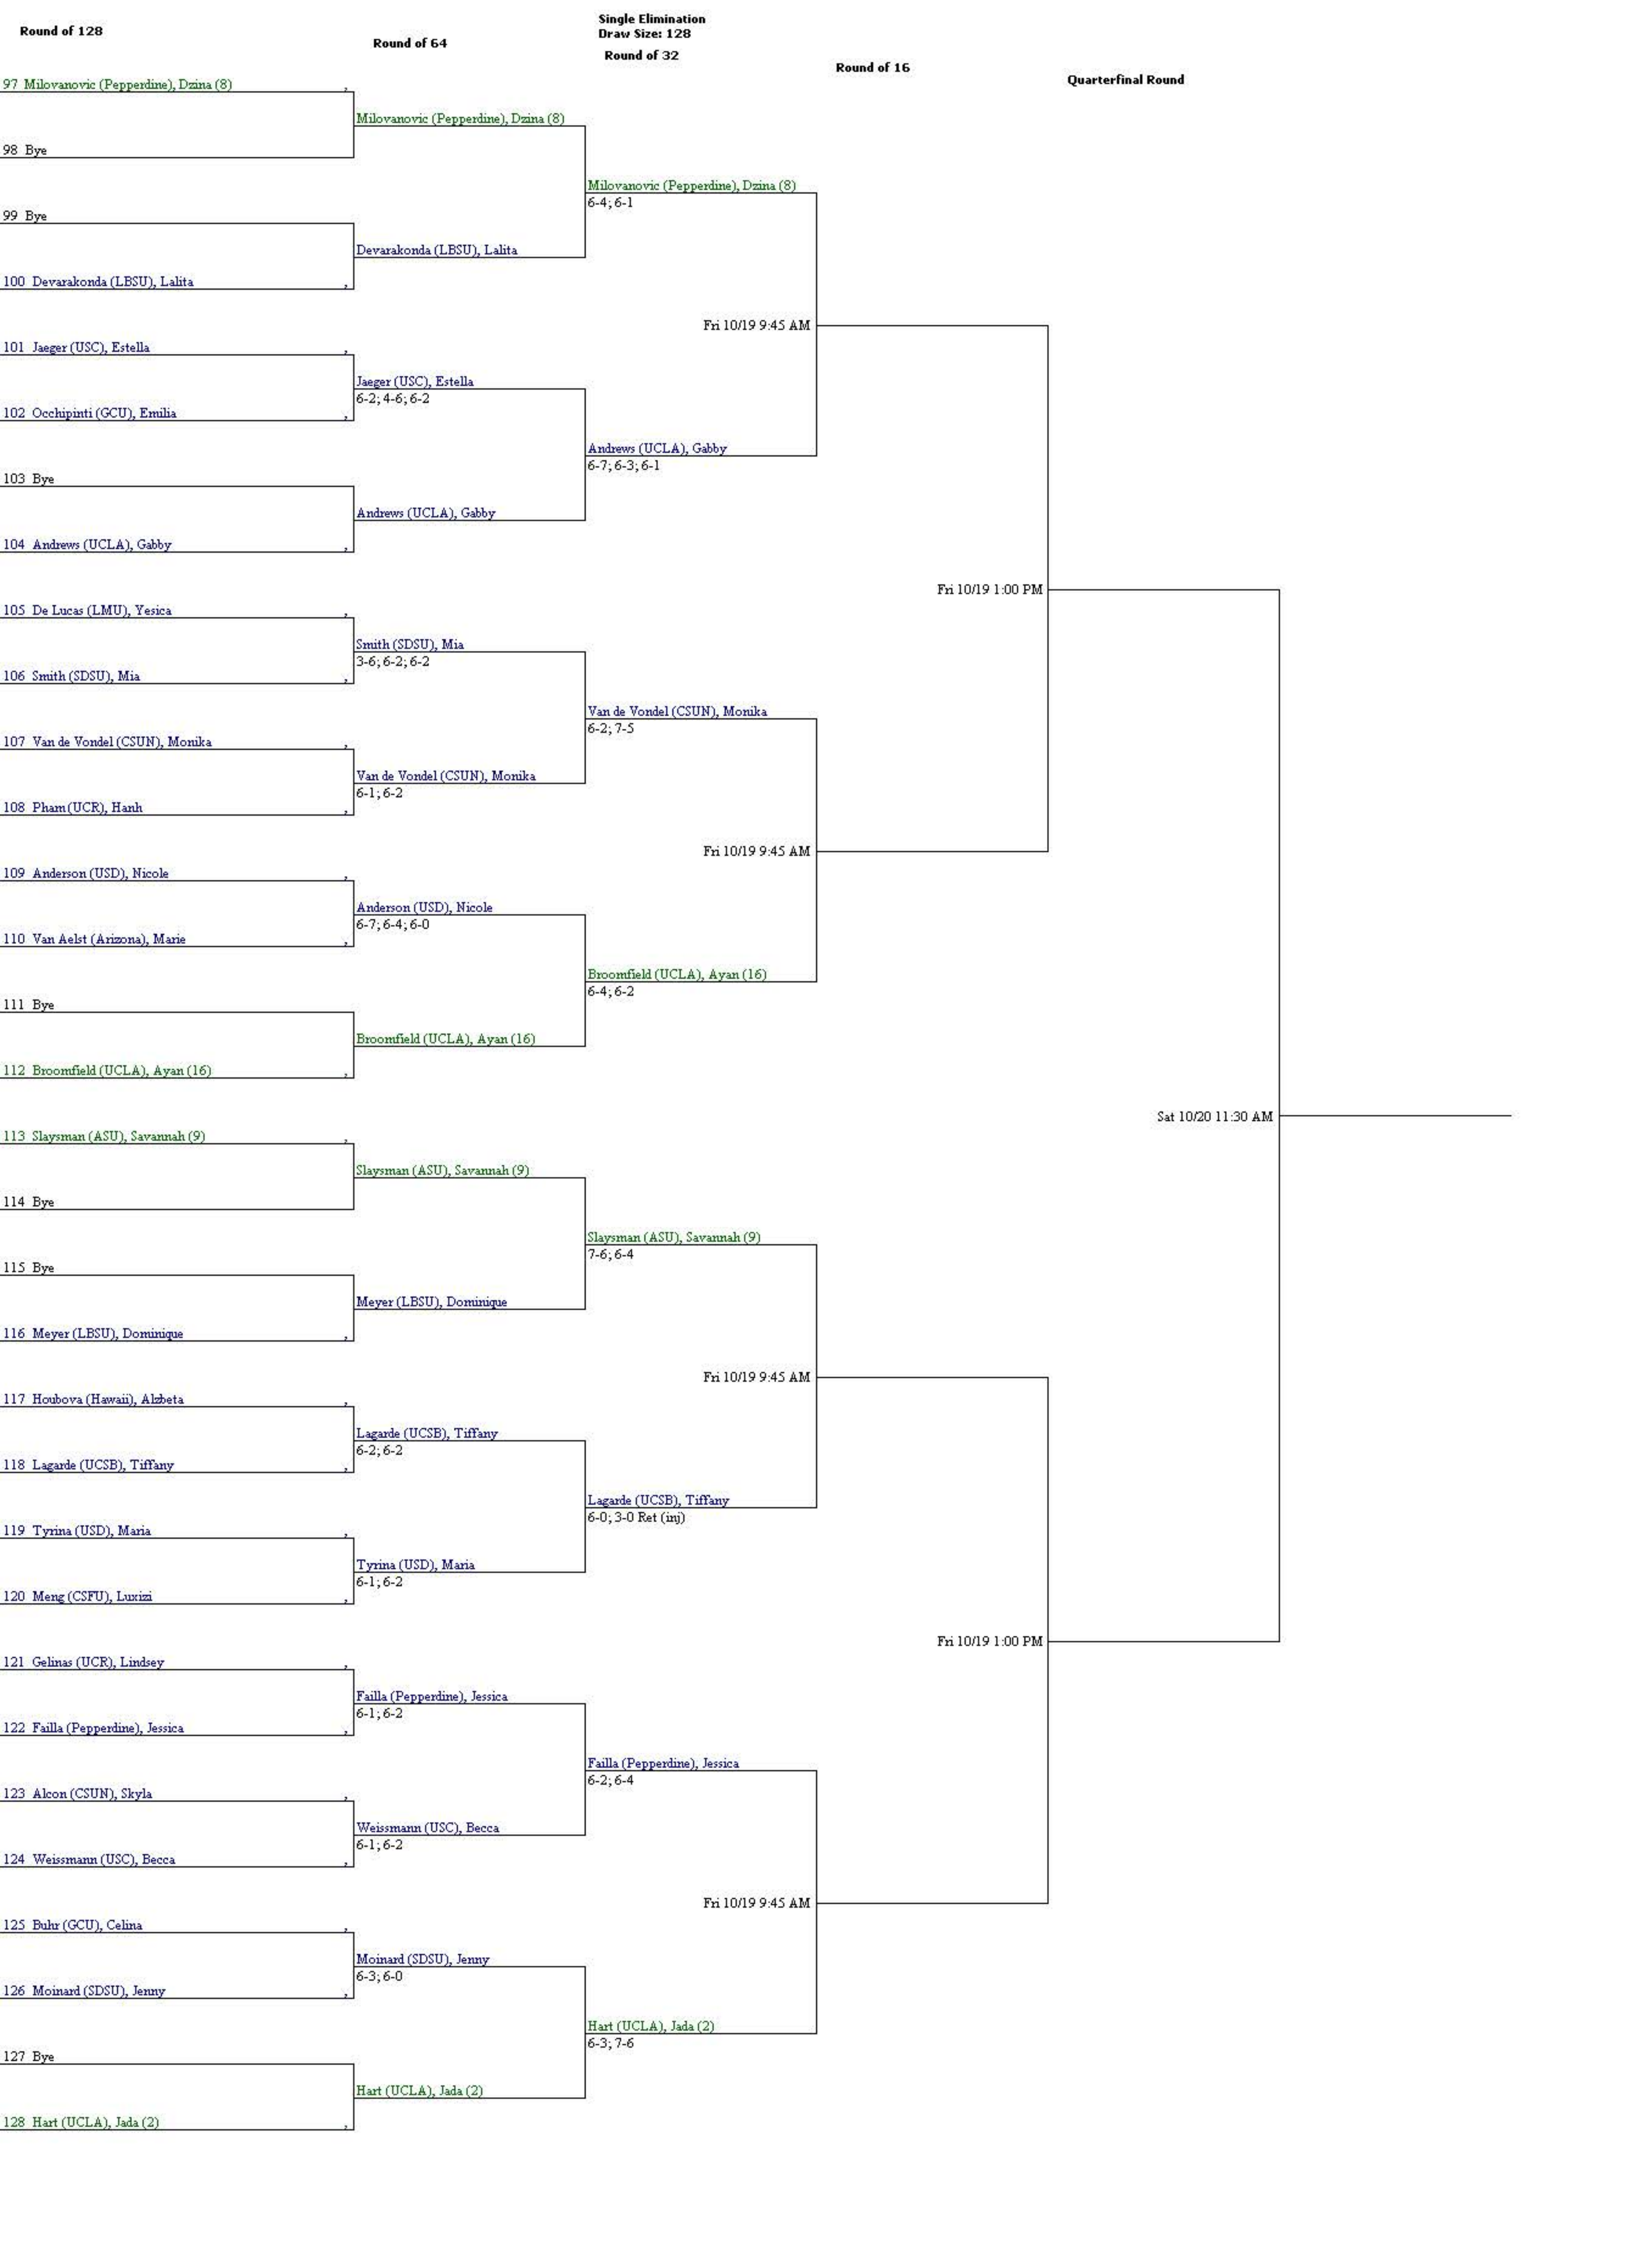 Single Elimination
Draw Size: 128
Round of 128
Round of 64
Round of 32
Round of 16
Quarterfinal Round
97 Milovanovic (Pepperdine), Dzina (8) ,
Milovanovic (Pepperdine), Dzina (8)
98 Bye
Milovanovic (Pepperdine), Dzina (8)
6-4; 6-1
99 Bye
Devarakonda (LBSU), Lalita
100 Devarakonda (LBSU), Lalita ,
Fri 10/19 9:45 AM
101 Jaeger (USC), Estella ,
Jaeger (USC), Estella
6-2; 4-6; 6-2
102 Occhipinti (GCU), Emilia ,
Andrews (UCLA), Gabby
6-7; 6-3; 6-1
103 Bye
Andrews (UCLA), Gabby
104 Andrews (UCLA), Gabby ,
Fri 10/19 1:00 PM
105 De Lucas (LMU), Yesica ,
Smith (SDSU), Mia
3-6; 6-2; 6-2
106 Smith (SDSU), Mia ,
Van de Vondel (CSUN), Monika
6-2; 7-5
107 Van de Vondel (CSUN), Monika ,
Van de Vondel (CSUN), Monika
6-1; 6-2
108 Pham (UCR), Hanh ,
Fri 10/19 9:45 AM
109 Anderson (USD), Nicole ,
Anderson (USD), Nicole
6-7; 6-4; 6-0
110 Van Aelst (Arizona), Marie ,
Broomfield (UCLA), Ayan (16)
6-4; 6-2
111 Bye
Broomfield (UCLA), Ayan (16)
112 Broomfield (UCLA), Ayan (16) ,
Sat 10/20 11:30 AM
113 Slaysman (ASU), Savannah (9) ,
Slaysman (ASU), Savannah (9)
114 Bye
Slaysman (ASU), Savannah (9)
7-6; 6-4
115 Bye
Meyer (LBSU), Dominique
116 Meyer (LBSU), Dominique ,
Fri 10/19 9:45 AM
117 Houbova (Hawaii), Alzbeta ,
Lagarde (UCSB), Tiffany
6-2; 6-2
118 Lagarde (UCSB), Tiffany ,
Lagarde (UCSB), Tiffany
6-0; 3-0 Ret (inj)
119 Tyrina (USD), Maria ,
Tyrina (USD), Maria
6-1; 6-2
120 Meng (CSFU), Luxizi ,
Fri 10/19 1:00 PM
121 Gelinas (UCR), Lindsey ,
Failla (Pepperdine), Jessica
6-1; 6-2
122 Failla (Pepperdine), Jessica ,
Failla (Pepperdine), Jessica
6-2; 6-4
123 Alcon (CSUN), Skyla ,
Weissmann (USC), Becca
6-1; 6-2
124 Weissmann (USC), Becca ,
Fri 10/19 9:45 AM
125 Buhr (GCU), Celina ,
Moinard (SDSU), Jenny
6-3; 6-0
126 Moinard (SDSU), Jenny ,
Hart (UCLA), Jada (2)
6-3; 7-6
127 Bye
Hart (UCLA), Jada (2)
128 Hart (UCLA), Jada (2) ,